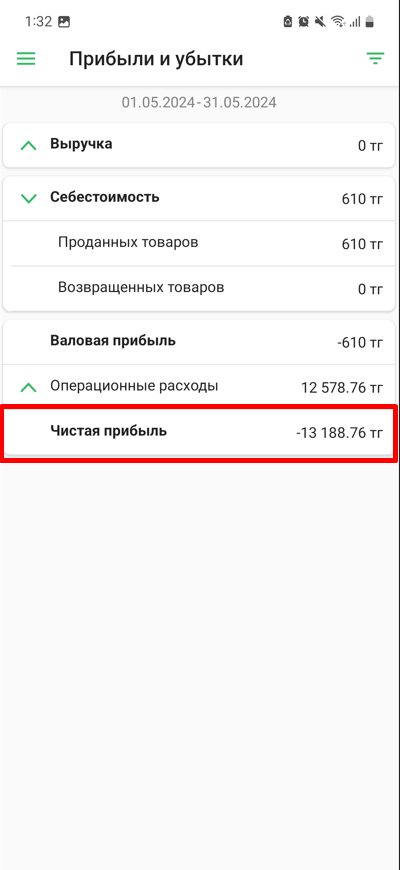 1:32
Прибыли и убытки
01.05.2024-31.05.2024
Выручка 0 тг
Себестоимость 610 тг
Проданных товаров 610 тг
Возвращенных товаров 0 тг
Валовая прибыль -610 тг
Операционные расходы 12 578.76 тг
Чистая прибыль -13 188.76 тг